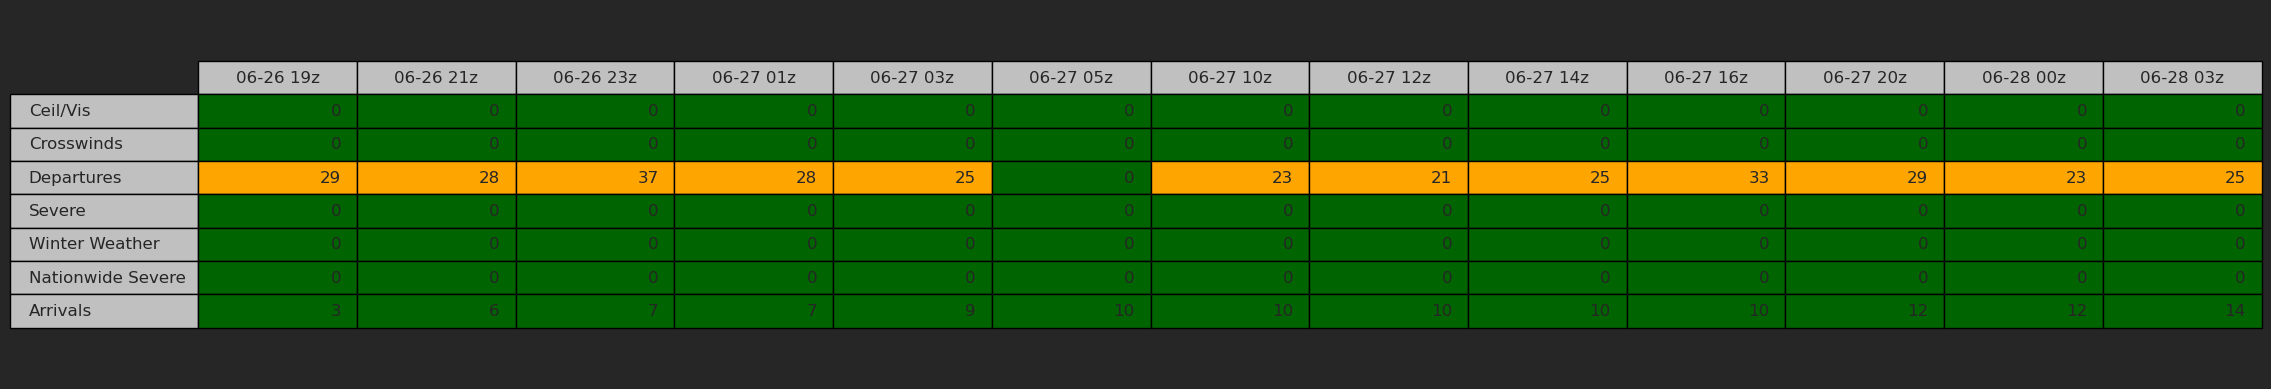 06-26 19z 06-26 21z 06-26 23z 06-27 01z 06-27 03z 06-27 05z 06-27 10z 06-27 12z 06-27 14z 06-27 16z 06-27 20z 06-28 00z 06-28 03z
Ceil/Vis 0 0 0 0 0 0 0 0 0 0 0 0 0
Crosswinds 0 0 0 0 0 0 0 0 0 0 0 0 0
Departures 29 28 37 28 25 0 23 21 25 33 29 23 25
Severe 0 0 0 0 0 0 0 0 0 0 0 0 0
Winter Weather 0 0 0 0 0 0 0 0 0 0 0 0 0
Nationwide Severe 0 0 0 0 0 0 0 0 0 0 0 0 0
Arrivals 3 6 7 7 9 10 10 10 10 10 12 12 14